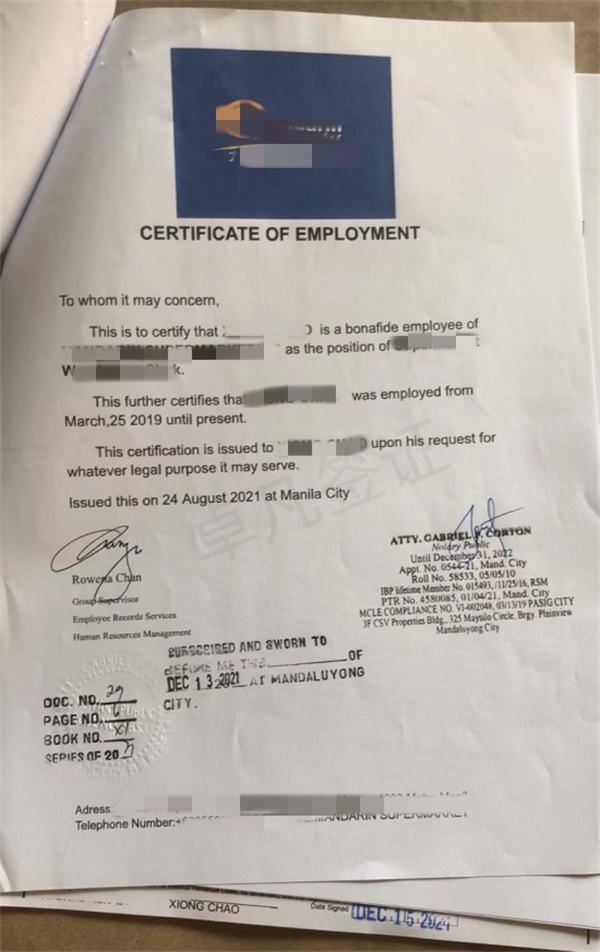 CERTIFICATE OF EMPLOYMENT
To whom it may concern,
This is to certify that is a bonafide employee of
as the position of
This further certifies that was employed from
March,25 2019 until present.
This certification is issued to upon his request for
whatever legal purpose it may serve.
Issued this on 24 August 2021 at Manila City
卓凡签证
Rowena Chan
Group Supervisor
Employee Records Services
Human Resources Management
ATTY. GABRIEL P. CORTON
Notary Public
Until December 31, 2022
Appt. No. 0544-21, Mand. City
Roll No. 58533, 05/05/10
IBP lifetime Member No. 015493, /11/25/16, RSM
PTR No. 4580085, 01/04/21, Mand. City
MCLE COMPLIANCE NO. VI-002048, 03/13/19 PASIG CITY
3F CSV Properties Bldg., 325 Maysilo Circle, Brgy. Plainview
Mandaluyong City
SUBSCRIBED AND SWORN TO
BEFORE ME THIS OF
DEC 13 2021 AT MANDALUYONG
CITY.
DOC. NO. 29
PAGE NO. 6
BOOK NO. XI
SERIES OF 2021
Adress:
Telephone Number:
MANDARIN SUPERMARKET
XIONG CHAO
Date Signed
DEC 15 2021